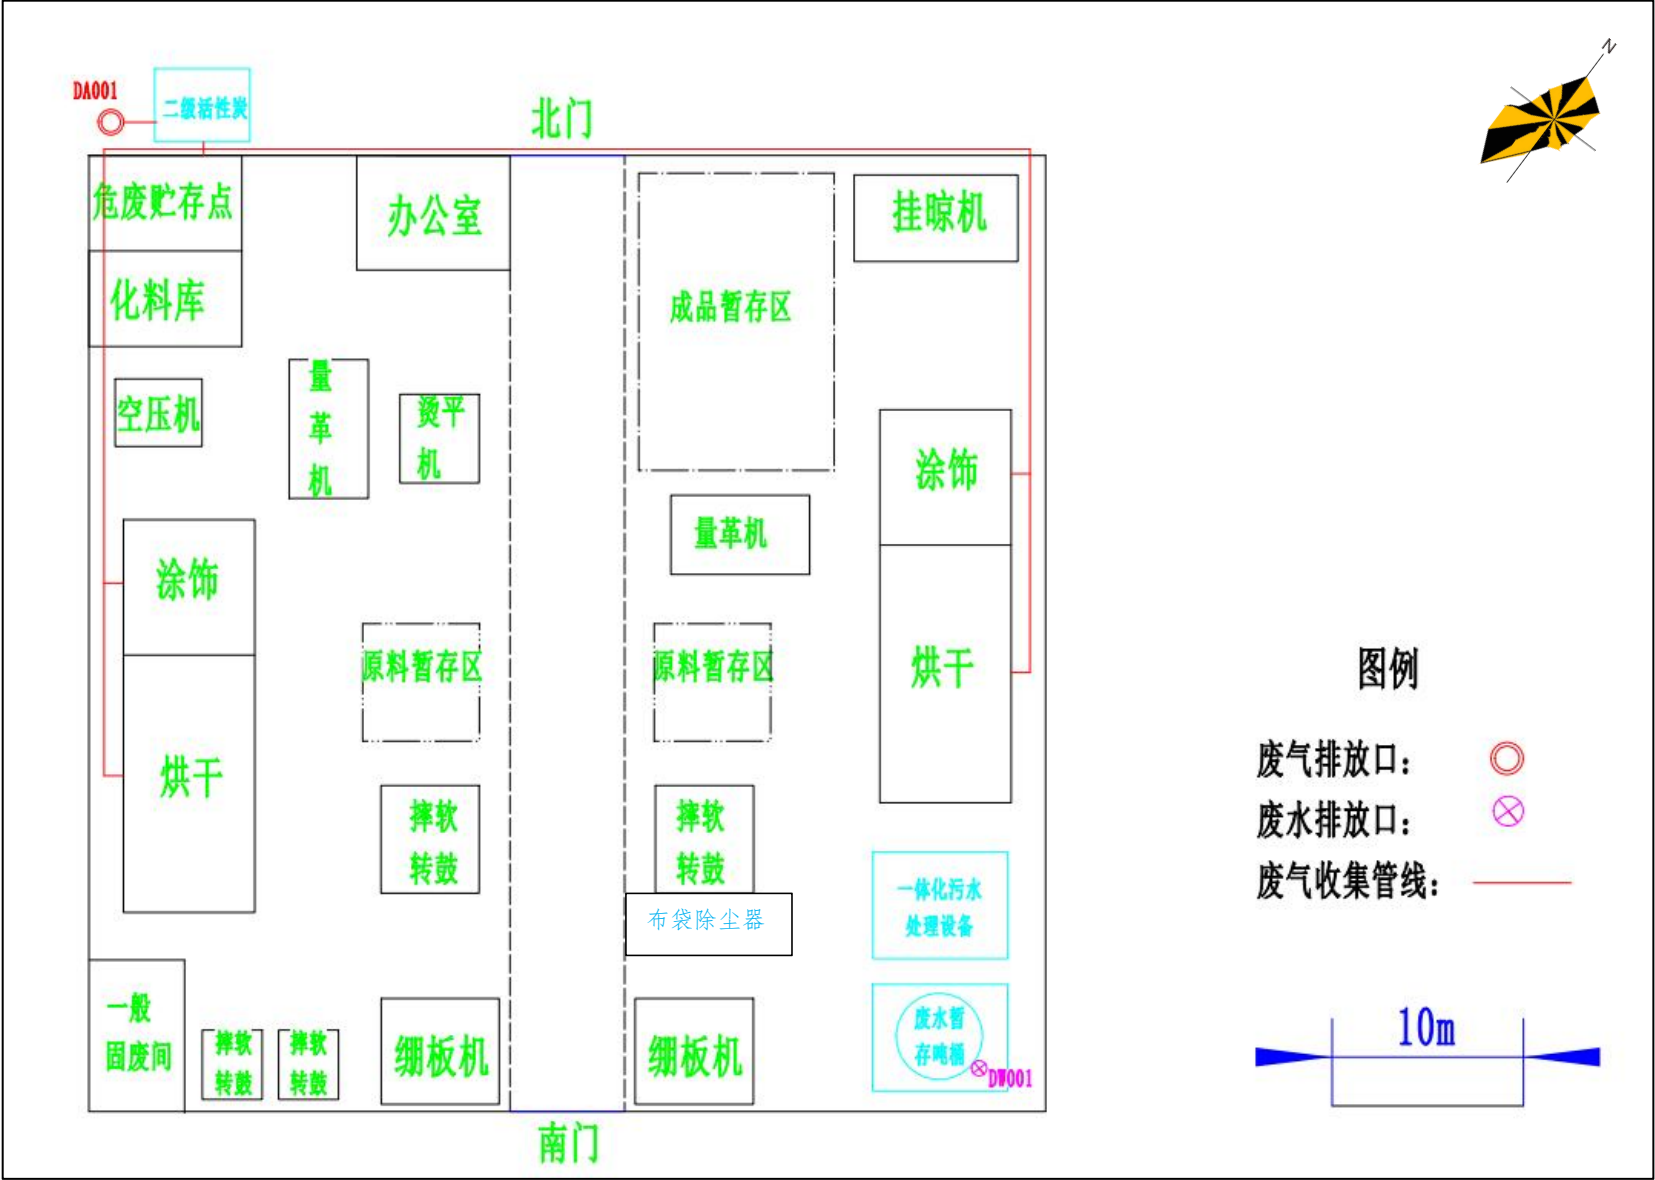 N
DA001
二级活性炭
北门
危废贮存点
办公室
挂晾机
化料库
成品暂存区
空压机
量
革
机
烫平
机
涂饰
量革机
涂饰
原料暂存区
原料暂存区
烘干
烘干
摔软
转鼓
摔软
转鼓
布袋除尘器
一体化污水
处理设备
一般
固废间
摔软
转鼓
摔软
转鼓
绷板机
绷板机
废水暂
存吨桶
DW001
南门
图例
废气排放口：
废水排放口：
废气收集管线：
10m